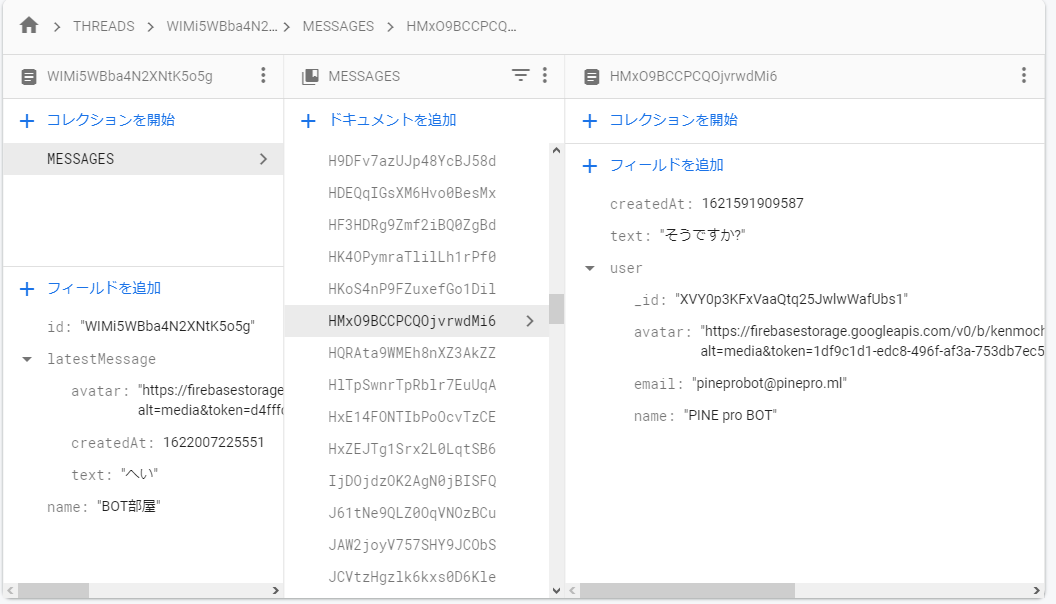 THREADS
WIMi5WBba4N2...
MESSAGES
HMxO9BCCPCQ...
WIMi5WBba4N2XNtK5o5g
コレクションを開始
MESSAGES
フィールドを追加
id: "WIMi5WBba4N2XNtK5o5g"
latestMessage
avatar: "https://firebasestorage
alt=media&token=d4fffc
createdAt: 1622007225551
text: "へい"
name: "BOT部屋"
MESSAGES
ドキュメントを追加
H9DFv7azUJp48YcBJ58d
HDEQqIGsXM6Hvo0BesMx
HF3HDRg9Zmf2iBQ0ZgBd
HK4OPymraTlilLh1rPf0
HKoS4nP9FZuxefGo1Dil
HMxO9BCCPCQOjvrwdMi6
HQRAta9WMEh8nXZ3AkZZ
HlTpSwnrTpRblr7EuUqA
HxE14FONTIbPoOcvTzCE
HxZEJTg1Srx2L0LqtSB6
IjDOjdzOK2AgN0jBISFQ
J61tNe9QLZ0OqVNOzBCu
JAW2joyV757SHY9JCObS
JCVtzHgzlk6kxs0D6Kle
HMxO9BCCPCQOjvrwdMi6
コレクションを開始
フィールドを追加
createdAt: 1621591909587
text: "そうですか?"
user
_id: "XVY0p3KFxVaaQtq25JwlwWafUbs1"
avatar: "https://firebasestorage.googleapis.com/v0/b/kenmoch
alt=media&token=1df9c1d1-edc8-496f-af3a-753db7ec5
email: "pineprobot@pinepro.ml"
name: "PINE pro BOT"